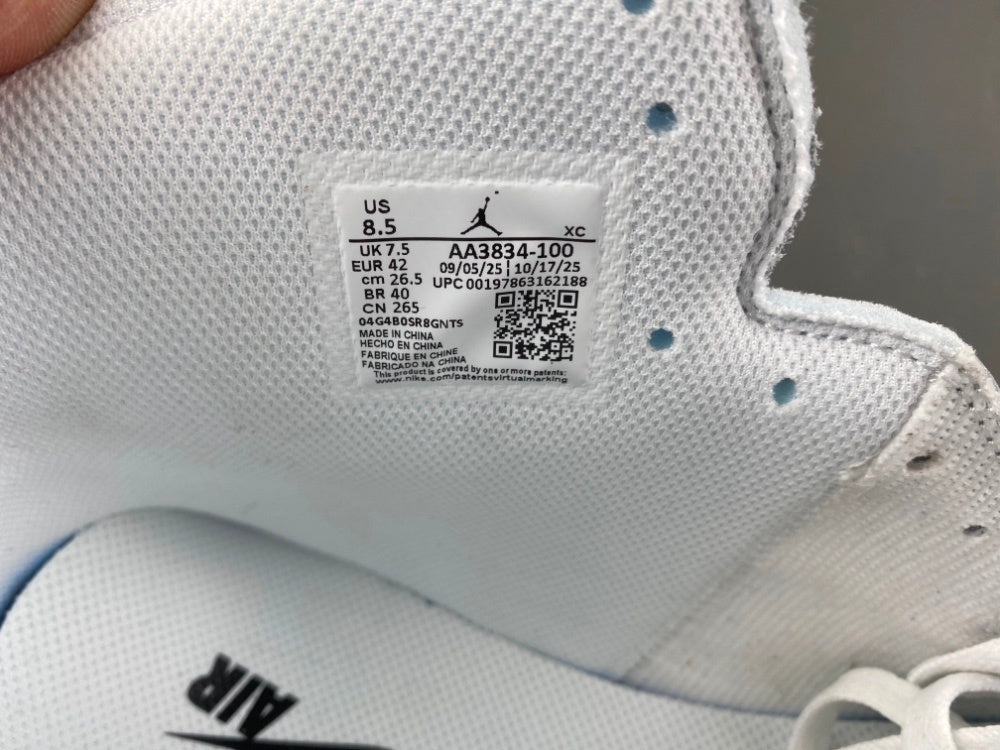 US
8.5
XC
UK 7.5
AA3834-100
EUR 42
09/05/25 | 10/17/25
cm 26.5
UPC 00197863162188
BR 40
CN 265
04G4B0SR8GNTS
MADE IN CHINA
HECHO EN CHINA
FABRIQUE EN CHINE
FABRICADO NA CHINA
This product is covered by one or more patents:
www.nike.com/patentsvirtualmarking
AIR